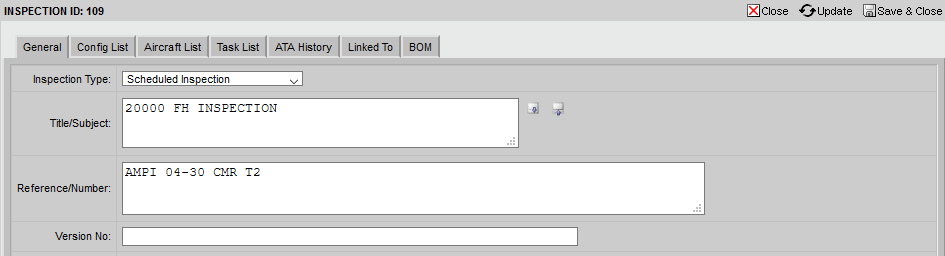 INSPECTION ID: 109 Close Update Save & Close
General Config List Aircraft List Task List ATA History Linked To BOM
Inspection Type: Scheduled Inspection
Title/Subject: 20000 FH INSPECTION
Reference/Number: AMPI 04-30 CMR T2
Version No: